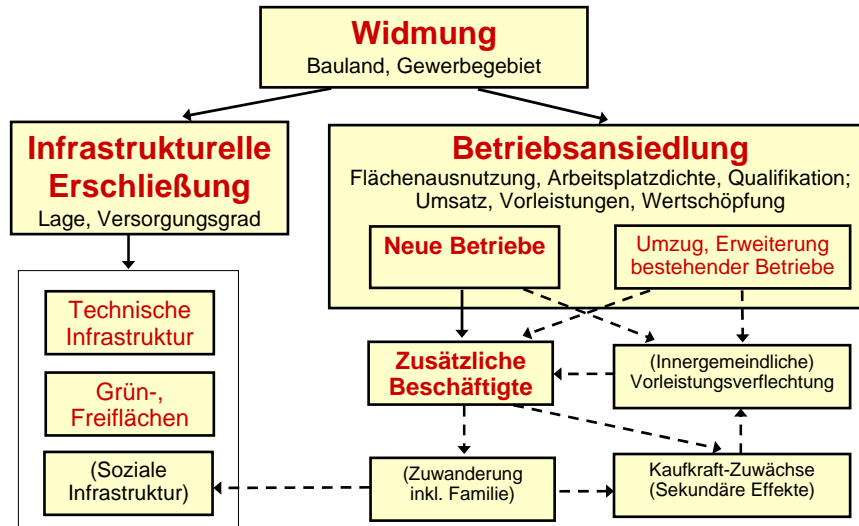 Widmung
Bauland, Gewerbegebiet
Infrastrukturelle
Erschließung
Lage, Versorgungsgrad
Betriebsansiedlung
Flächenausnutzung, Arbeitsplatzdichte, Qualifikation;
Umsatz, Vorleistungen, Wertschöpfung
Neue Betriebe
Umzug, Erweiterung
bestehender Betriebe
Technische
Infrastruktur
Zusätzliche
Beschäftigte
(Innergemeindliche)
Vorleistungsverflechtung
Grün-,
Freiflächen
(Soziale
Infrastruktur)
(Zuwanderung
inkl. Familie)
Kaufkraft-Zuwächse
(Sekundäre Effekte)